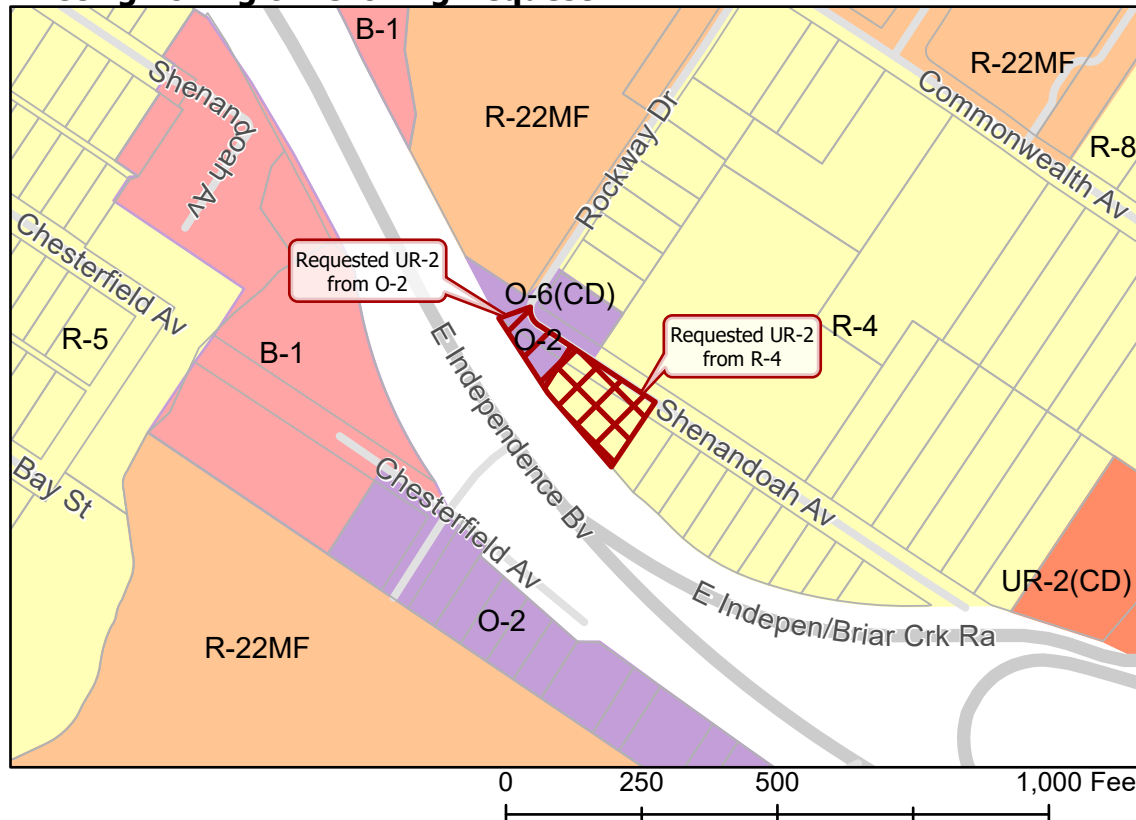 B-1
R-22MF
R-22MF
Shenandoah Av
Commonwealth Av
Rockway Dr
R-8
Chesterfield Av
Requested UR-2
from O-2
O-6(CD)
O-2
R-4
Requested UR-2
from R-4
R-5
B-1
E Independence Bv
Shenandoah Av
Bay St
Chesterfield Av
UR-2(CD)
E Indepen/Briar Crk Ra
O-2
R-22MF
0 250 500 1,000 Fee